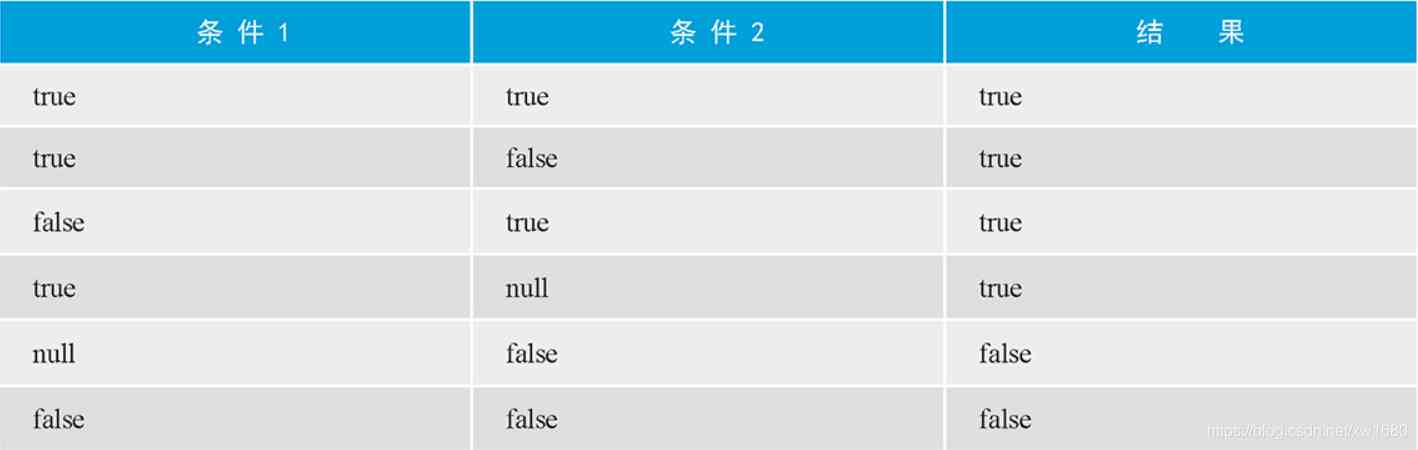 条 件 1 条 件 2 结 果
true true true
true false true
false true true
true null true
null false false
false false false
https://blog.csdn.net/xw1680